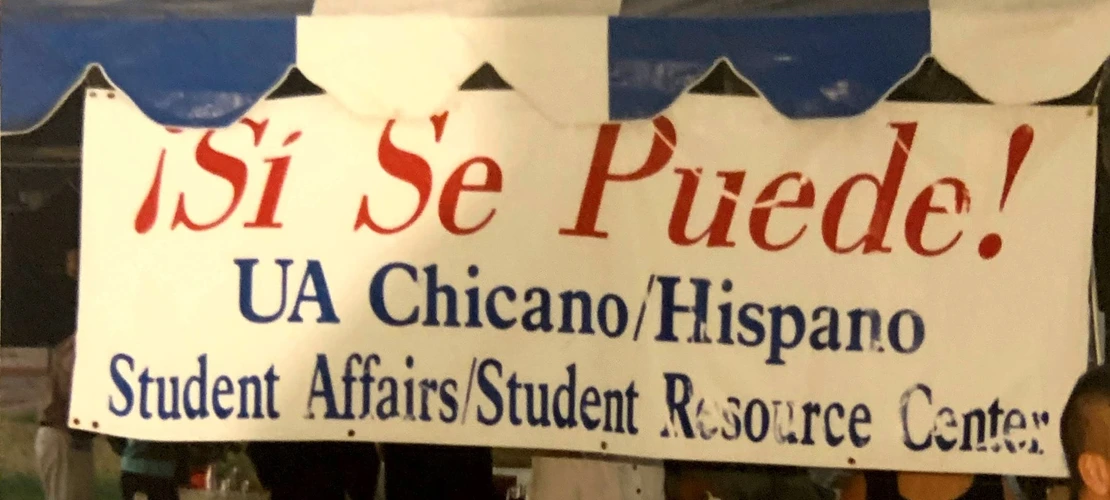 ¡Sí Se Puede!
UA Chicano/Hispano
Student Affairs/Student Resource Center